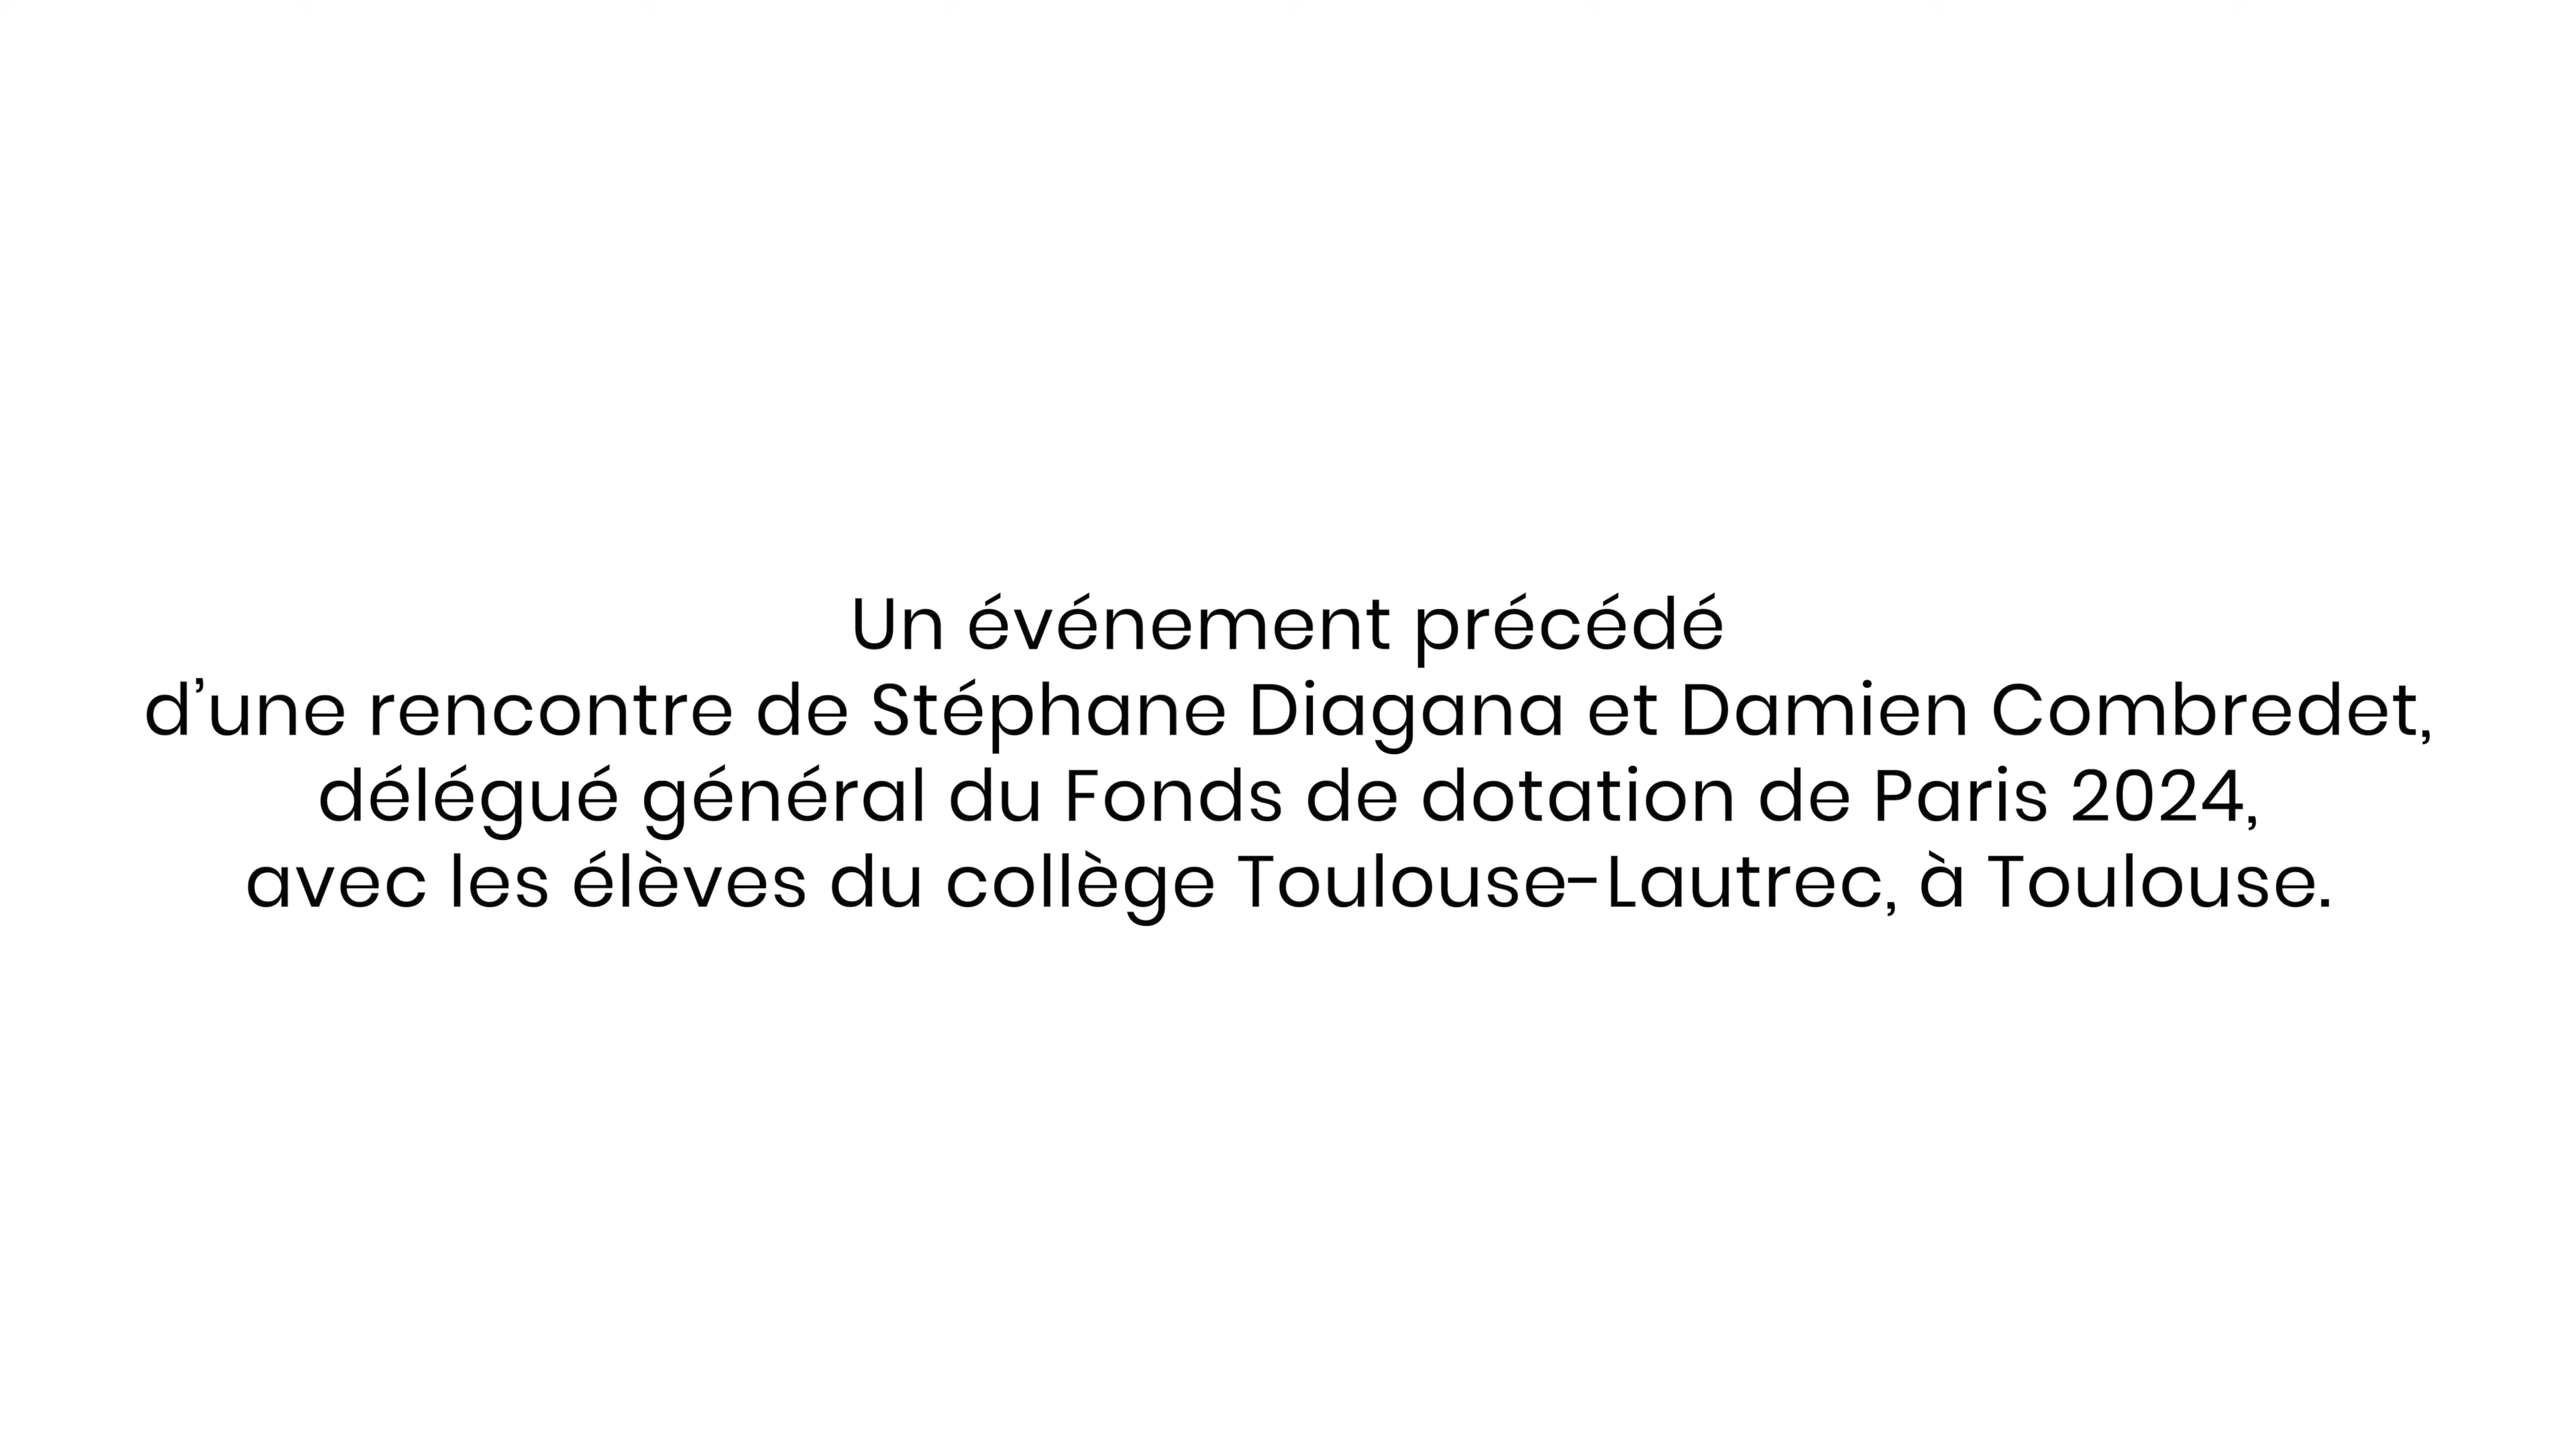 Un événement précédé
d’une rencontre de Stéphane Diagana et Damien Combredet,
délégué général du Fonds de dotation de Paris 2024,
avec les élèves du collège Toulouse-Lautrec, à Toulouse.